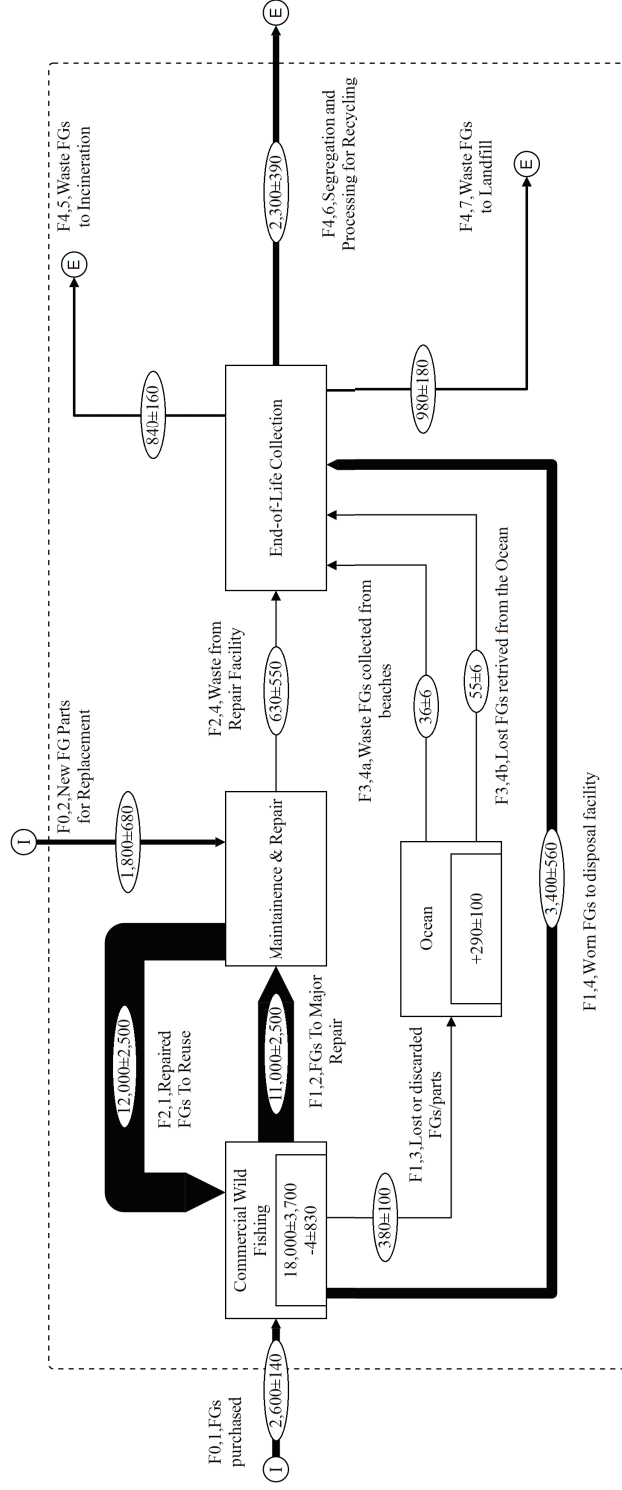 I
F0,1,FGs
purchased
2,600±140
Commercial Wild
Fishing
18,000±3,700
-4±830
12,000±2,500
F2,1,Repaired
FGs To Reuse
11,000±2,500
F1,2,FGs To Major
Repair
380±100
F1,3,Lost or discarded
FGs/parts
Ocean
+290±100
3,400±560
F1,4,Worn FGs to disposal facility
I
F0,2,New FG Parts
for Replacement
1,800±680
Maintainence & Repair
F2,4,Waste from
Repair Facility
630±550
F3,4a,Waste FGs collected from
beaches
36±6
55±6
F3,4b,Lost FGs retrived from the Ocean
End-of-Life Collection
840±160
F4,5,Waste FGs
to Incineration
E
2,300±390
F4,6,Segregation and
Processing for Recycling
E
980±180
F4,7,Waste FGs
to Landfill
E